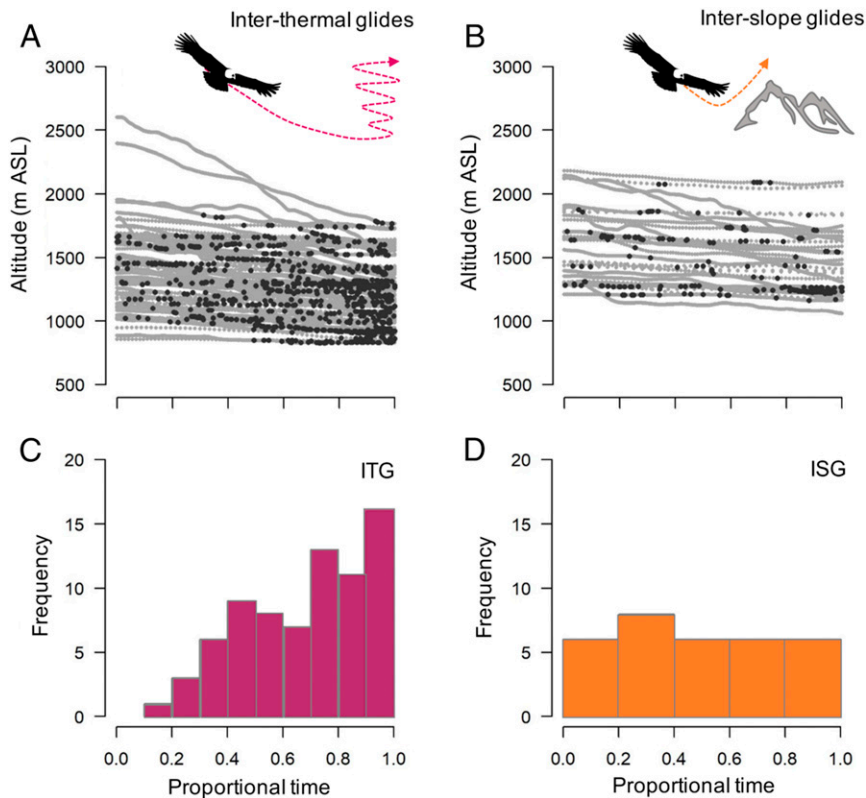 A
Inter-thermal glides
3000
2500
2000
1500
1000
500
Altitude (m ASL)
B
Inter-slope glides
3000
2500
2000
1500
1000
500
Altitude (m ASL)
C
ITG
20
15
10
5
0
Frequency
0.0 0.2 0.4 0.6 0.8 1.0
Proportional time
D
ISG
20
15
10
5
0
Frequency
0.0 0.2 0.4 0.6 0.8 1.0
Proportional time